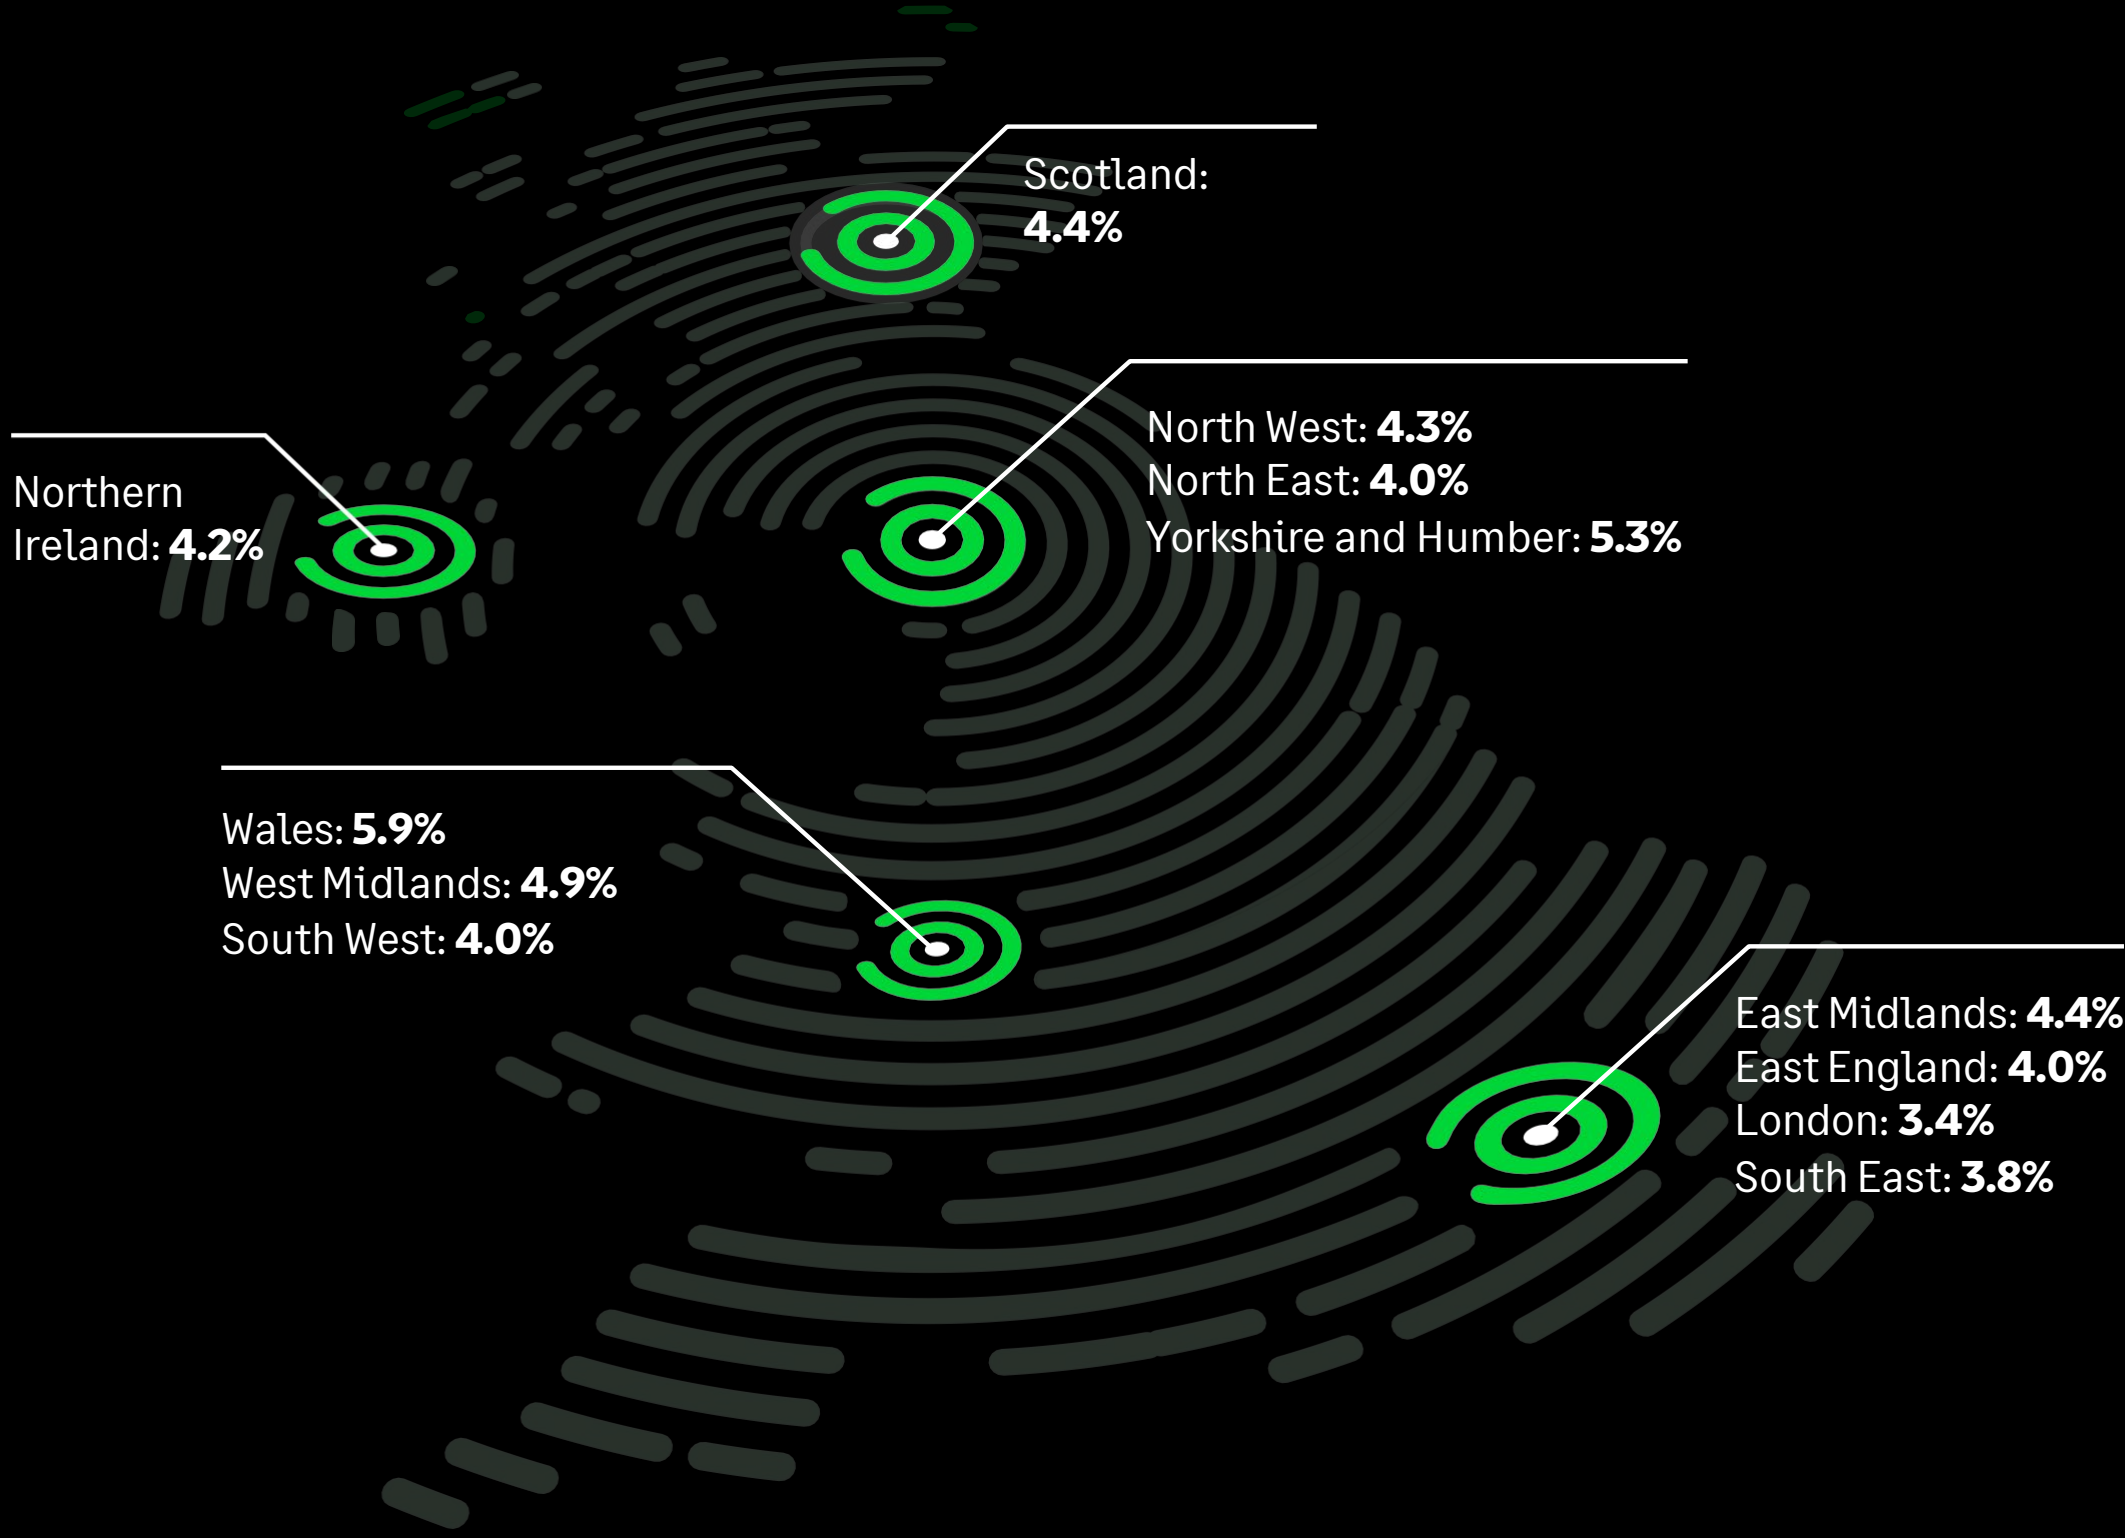 Scotland:
4.4%
North West: 4.3%
North East: 4.0%
Yorkshire and Humber: 5.3%
Northern
Ireland: 4.2%
Wales: 5.9%
West Midlands: 4.9%
South West: 4.0%
East Midlands: 4.4%
East England: 4.0%
London: 3.4%
South East: 3.8%